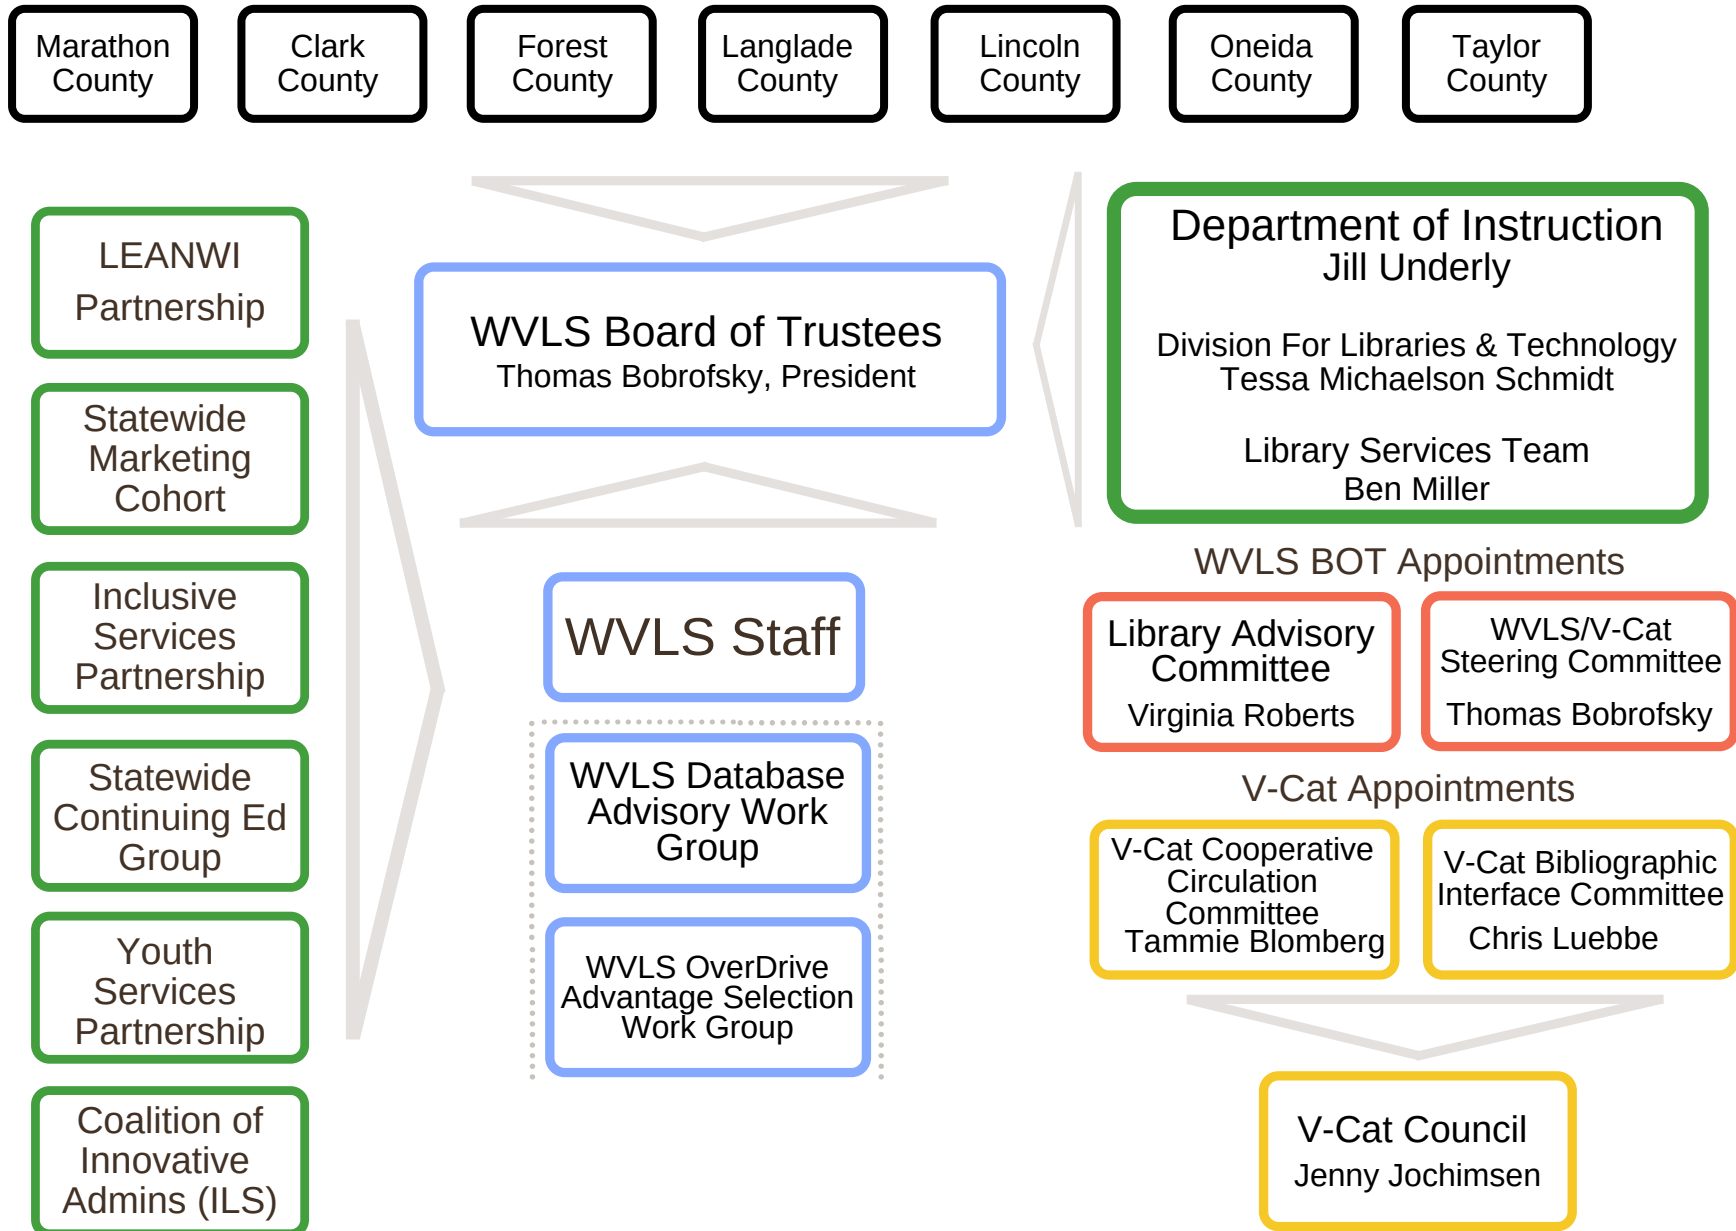 Marathon
County
Clark
County
Forest
County
Langlade
County
Lincoln
County
Oneida
County
Taylor
County
LEANWI
Partnership
Statewide
Marketing
Cohort
Inclusive
Services
Partnership
Statewide
Continuing Ed
Group
Youth
Services
Partnership
Coalition of
Innovative
Admins (ILS)
WVLS Board of Trustees
Thomas Bobrofsky, President
WVLS Staff
WVLS Database
Advisory Work
Group
WVLS OverDrive
Advantage Selection
Work Group
Department of Instruction
Jill Underly
Division For Libraries & Technology
Tessa Michaelson Schmidt
Library Services Team
Ben Miller
WVLS BOT Appointments
Library Advisory
Committee
Virginia Roberts
WVLS/V-Cat
Steering Committee
Thomas Bobrofsky
V-Cat Appointments
V-Cat Cooperative
Circulation
Committee
Tammie Blomberg
V-Cat Bibliographic
Interface Committee
Chris Luebbe
V-Cat Council
Jenny Jochimsen